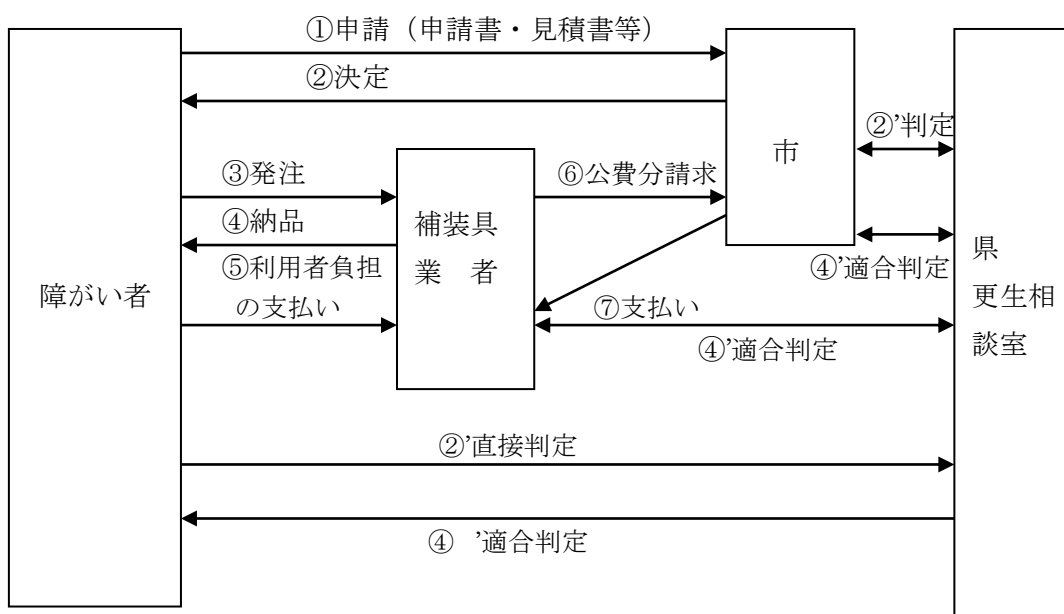 ①申請（申請書・見積書等）
②決定
②’判定
市
③発注
⑥公費分請求
④納品
補装具
業　者
④’適合判定
⑤利用者負担
の支払い
障がい者
⑦支払い
県
更生相
談室
④’適合判定
②’直接判定
④　’適合判定